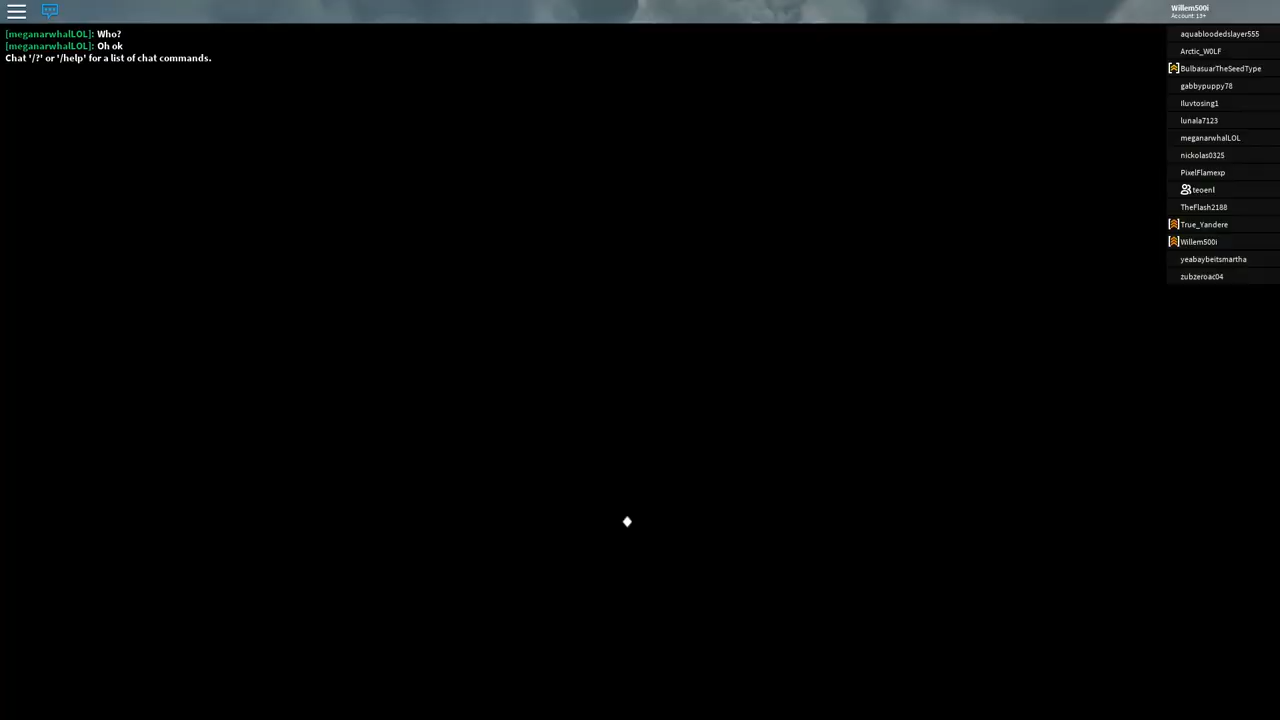 Willem500i
Account: 13+
[meganarwhalLOL]: Who?
[meganarwhalLOL]: Oh ok
Chat '/?' or '/help' for a list of chat commands.
aquabloodedslayer555
Arctic_W0LF
BulbasuarTheSeedType
gabbypuppy78
Iluvtosing1
lunala7123
meganarwhalLOL
nickolas0325
PixelFlamexp
teoenl
TheFlash2188
True_Yandere
Willem500i
yeabaybeitsmartha
zubzeroac04